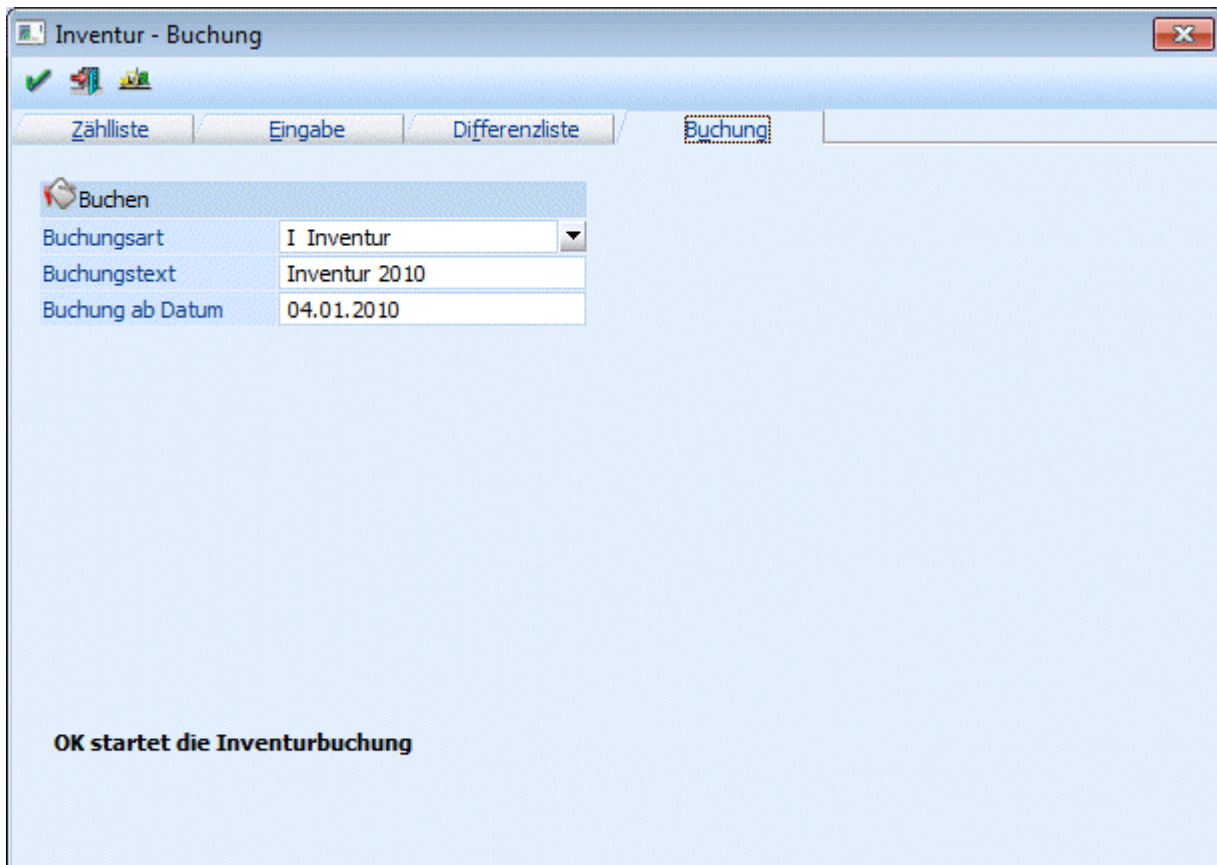 Inventur - Buchung
Zählliste Eingabe Differenzliste Buchung
Buchen
Buchungsart I Inventur
Buchungstext Inventur 2010
Buchung ab Datum 04.01.2010
OK startet die Inventurbuchung